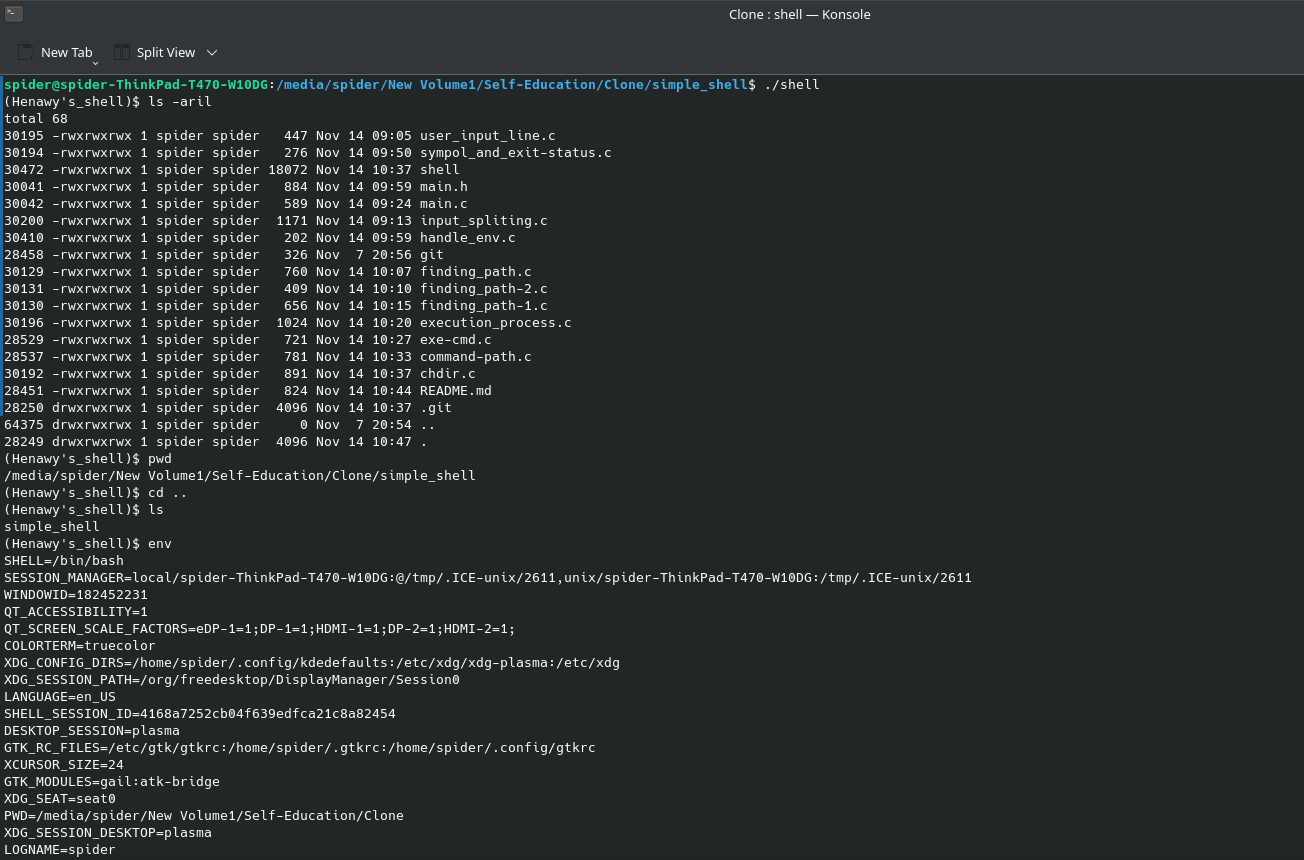 Clone : shell — Konsole
New Tab Split View
spider@spider-ThinkPad-T470-W10DG:/media/spider/New Volume1/Self-Education/Clone/simple_shell$ ./shell
(Henawy's_shell)$ ls -aril
total 68
30195 -rwxrwxrwx 1 spider spider   447 Nov 14 09:05 user_input_line.c
30194 -rwxrwxrwx 1 spider spider   276 Nov 14 09:50 sympol_and_exit-status.c
30472 -rwxrwxrwx 1 spider spider 18072 Nov 14 10:37 shell
30041 -rwxrwxrwx 1 spider spider   884 Nov 14 09:59 main.h
30042 -rwxrwxrwx 1 spider spider   589 Nov 14 09:24 main.c
30200 -rwxrwxrwx 1 spider spider  1171 Nov 14 09:13 input_spliting.c
30410 -rwxrwxrwx 1 spider spider   202 Nov 14 09:59 handle_env.c
28458 -rwxrwxrwx 1 spider spider   326 Nov  7 20:56 git
30129 -rwxrwxrwx 1 spider spider   760 Nov 14 10:07 finding_path.c
30131 -rwxrwxrwx 1 spider spider   409 Nov 14 10:10 finding_path-2.c
30130 -rwxrwxrwx 1 spider spider   656 Nov 14 10:15 finding_path-1.c
30196 -rwxrwxrwx 1 spider spider  1024 Nov 14 10:20 execution_process.c
28529 -rwxrwxrwx 1 spider spider   721 Nov 14 10:27 exe-cmd.c
28537 -rwxrwxrwx 1 spider spider   781 Nov 14 10:33 command-path.c
30192 -rwxrwxrwx 1 spider spider   891 Nov 14 10:37 chdir.c
28451 -rwxrwxrwx 1 spider spider   824 Nov 14 10:44 README.md
28250 drwxrwxrwx 1 spider spider  4096 Nov 14 10:37 .git
64375 drwxrwxrwx 1 spider spider     0 Nov  7 20:54 ..
28249 drwxrwxrwx 1 spider spider  4096 Nov 14 10:47 .
(Henawy's_shell)$ pwd
/media/spider/New Volume1/Self-Education/Clone/simple_shell
(Henawy's_shell)$ cd ..
(Henawy's_shell)$ ls
simple_shell
(Henawy's_shell)$ env
SHELL=/bin/bash
SESSION_MANAGER=local/spider-ThinkPad-T470-W10DG:@/tmp/.ICE-unix/2611,unix/spider-ThinkPad-T470-W10DG:/tmp/.ICE-unix/2611
WINDOWID=182452231
QT_ACCESSIBILITY=1
QT_SCREEN_SCALE_FACTORS=eDP-1=1;DP-1=1;HDMI-1=1;DP-2=1;HDMI-2=1;
COLORTERM=truecolor
XDG_CONFIG_DIRS=/home/spider/.config/kdedefaults:/etc/xdg/xdg-plasma:/etc/xdg
XDG_SESSION_PATH=/org/freedesktop/DisplayManager/Session0
LANGUAGE=en_US
SHELL_SESSION_ID=4168a7252cb04f639edfca21c8a82454
DESKTOP_SESSION=plasma
GTK_RC_FILES=/etc/gtk/gtkrc:/home/spider/.gtkrc:/home/spider/.config/gtkrc
XCURSOR_SIZE=24
GTK_MODULES=gail:atk-bridge
XDG_SEAT=seat0
PWD=/media/spider/New Volume1/Self-Education/Clone
XDG_SESSION_DESKTOP=plasma
LOGNAME=spider